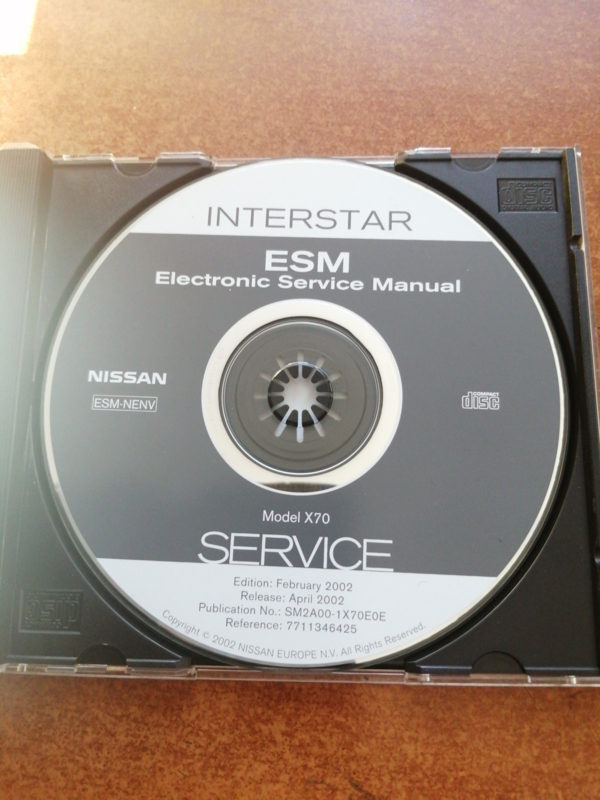 INTERSTAR
ESM
Electronic Service Manual
NISSAN
ESM-NENV
COMPACT
disc
Model X70
SERVICE
Edition: February 2002
Release: April 2002
Publication No.: SM2A00-1X70E0E
Reference: 7711346425
Copyright © 2002 NISSAN EUROPE N.V. All Rights Reserved.
disc